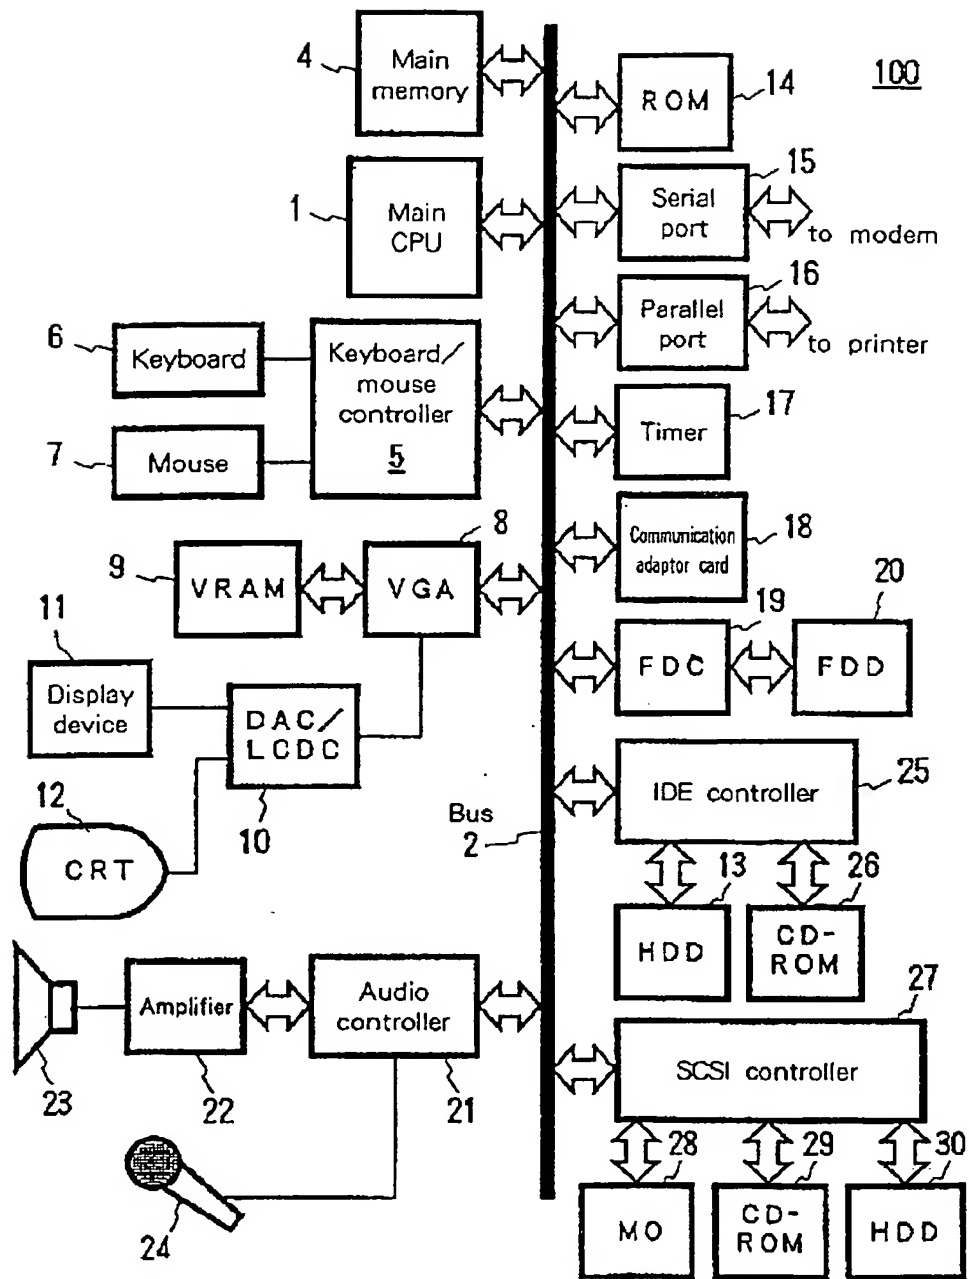 4
Main
memory
ROM
14
100
1
Main
CPU
Serial
port
15
to modem
Parallel
port
16
to printer
6
Keyboard
7
Mouse
Keyboard/
mouse
controller
5
Timer
17
Communication
adaptor card
18
9
VRAM
8
VGA
FDC
19
FDD
20
11
Display
device
DAC/
LCDC
10
12
CRT
Bus
2
IDE controller
25
HDD
13
CD-
ROM
26
23
Amplifier
22
Audio
controller
21
24
SCSI controller
27
MO
28
CD-
ROM
29
HDD
30